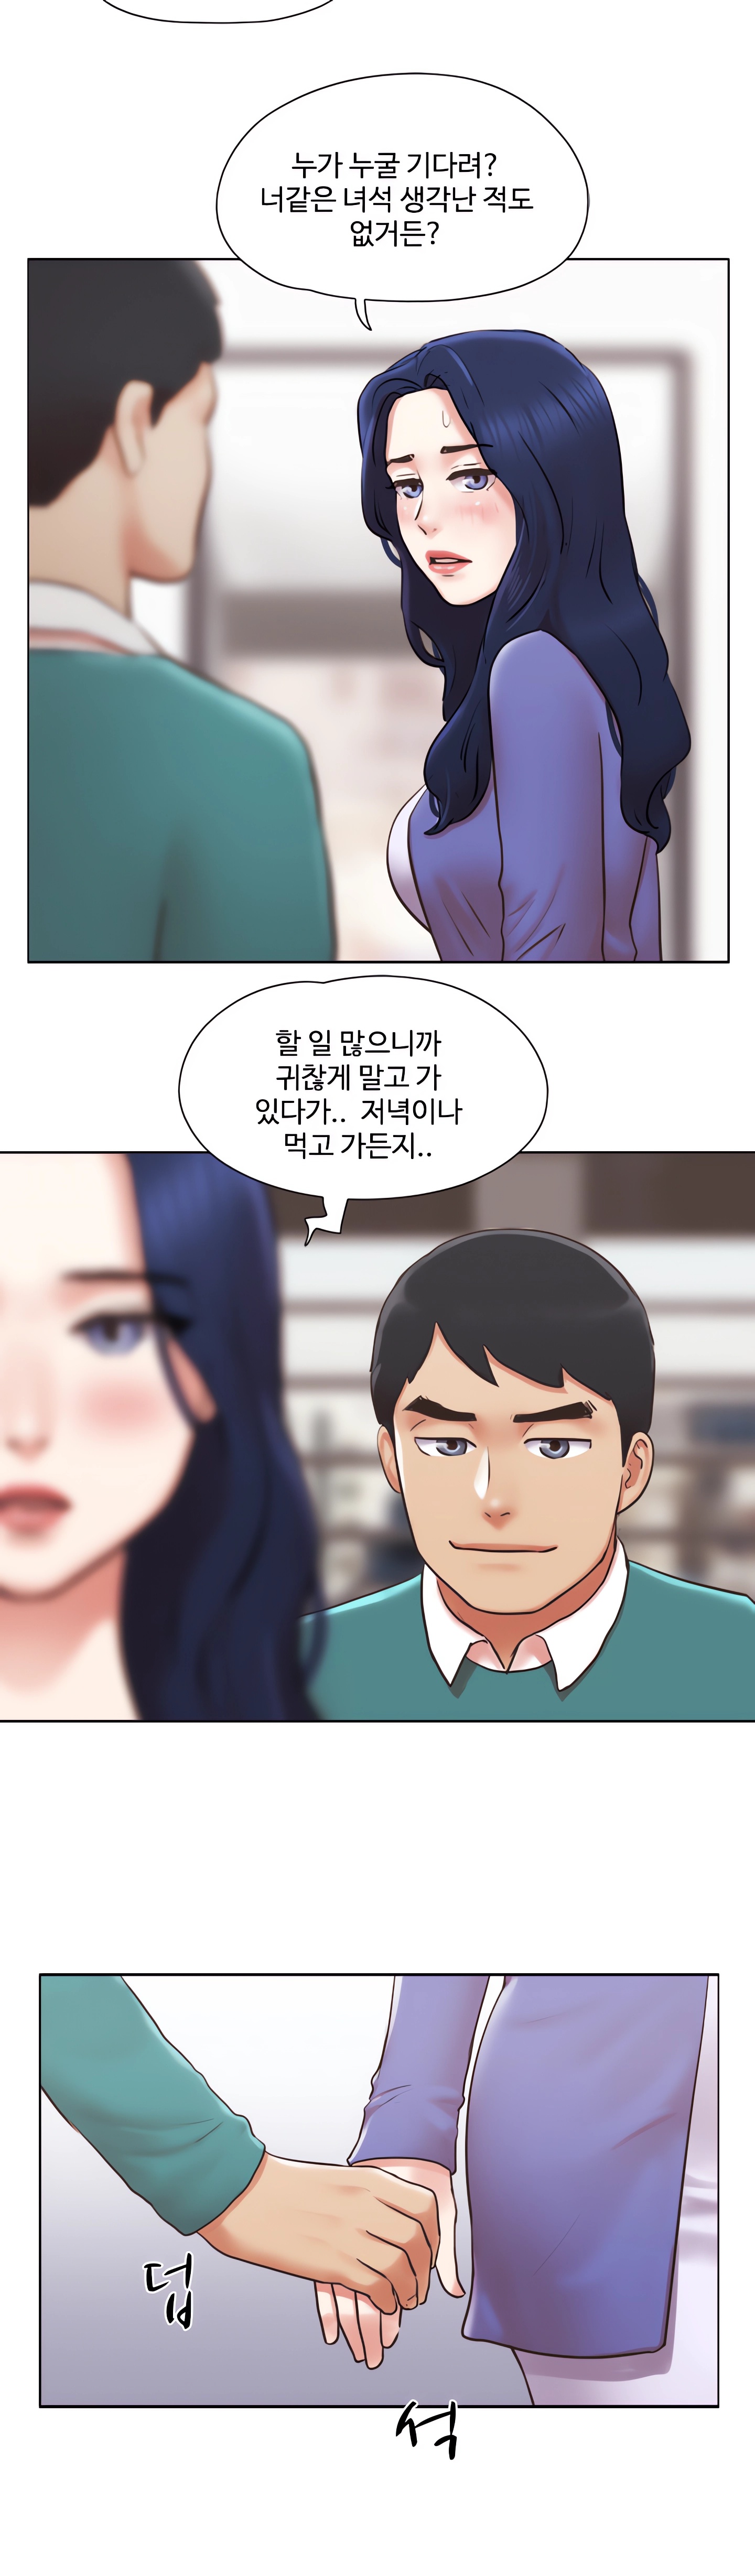 누가 누굴 기다려?
너같은 녀석 생각난 적도
없거든?
할 일 많으니까
귀찮게 말고 가
있다가.. 저녁이나
먹고 가든지..
덥
석